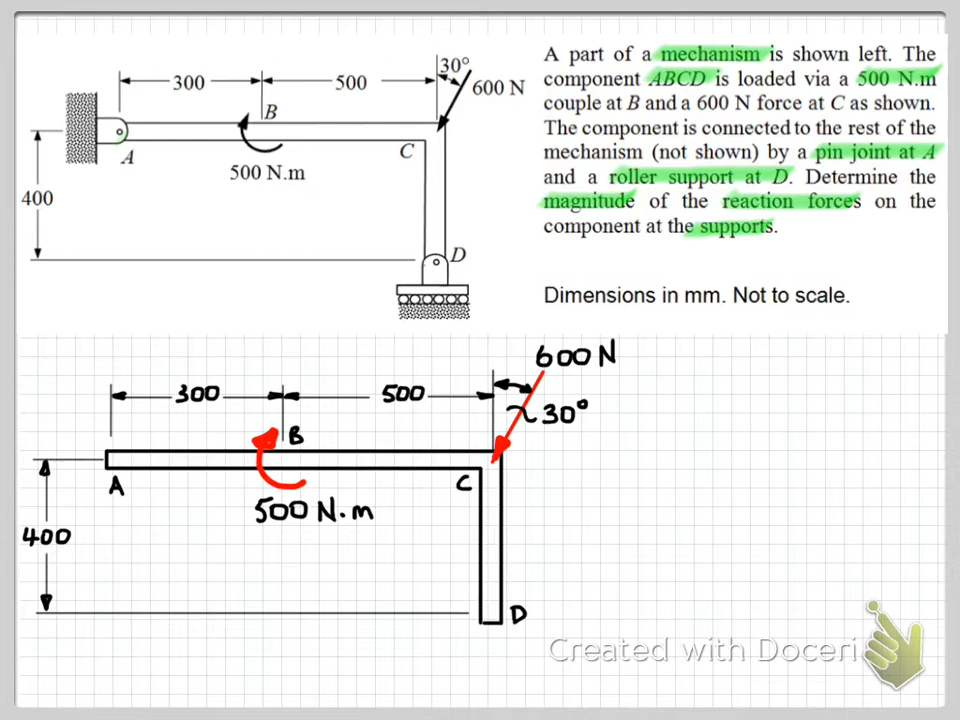 A part of a mechanism is shown left. The
component ABCD is loaded via a 500 N.m
couple at B and a 600 N force at C as shown.
The component is connected to the rest of the
mechanism (not shown) by a pin joint at A
and a roller support at D. Determine the
magnitude of the reaction forces on the
component at the supports.
Dimensions in mm. Not to scale.
30°
300
500
600 N
B
A
C
500 N.m
400
D
600 N
300
500
30°
B
A
C
500 N.m
400
D
Created with Doceri